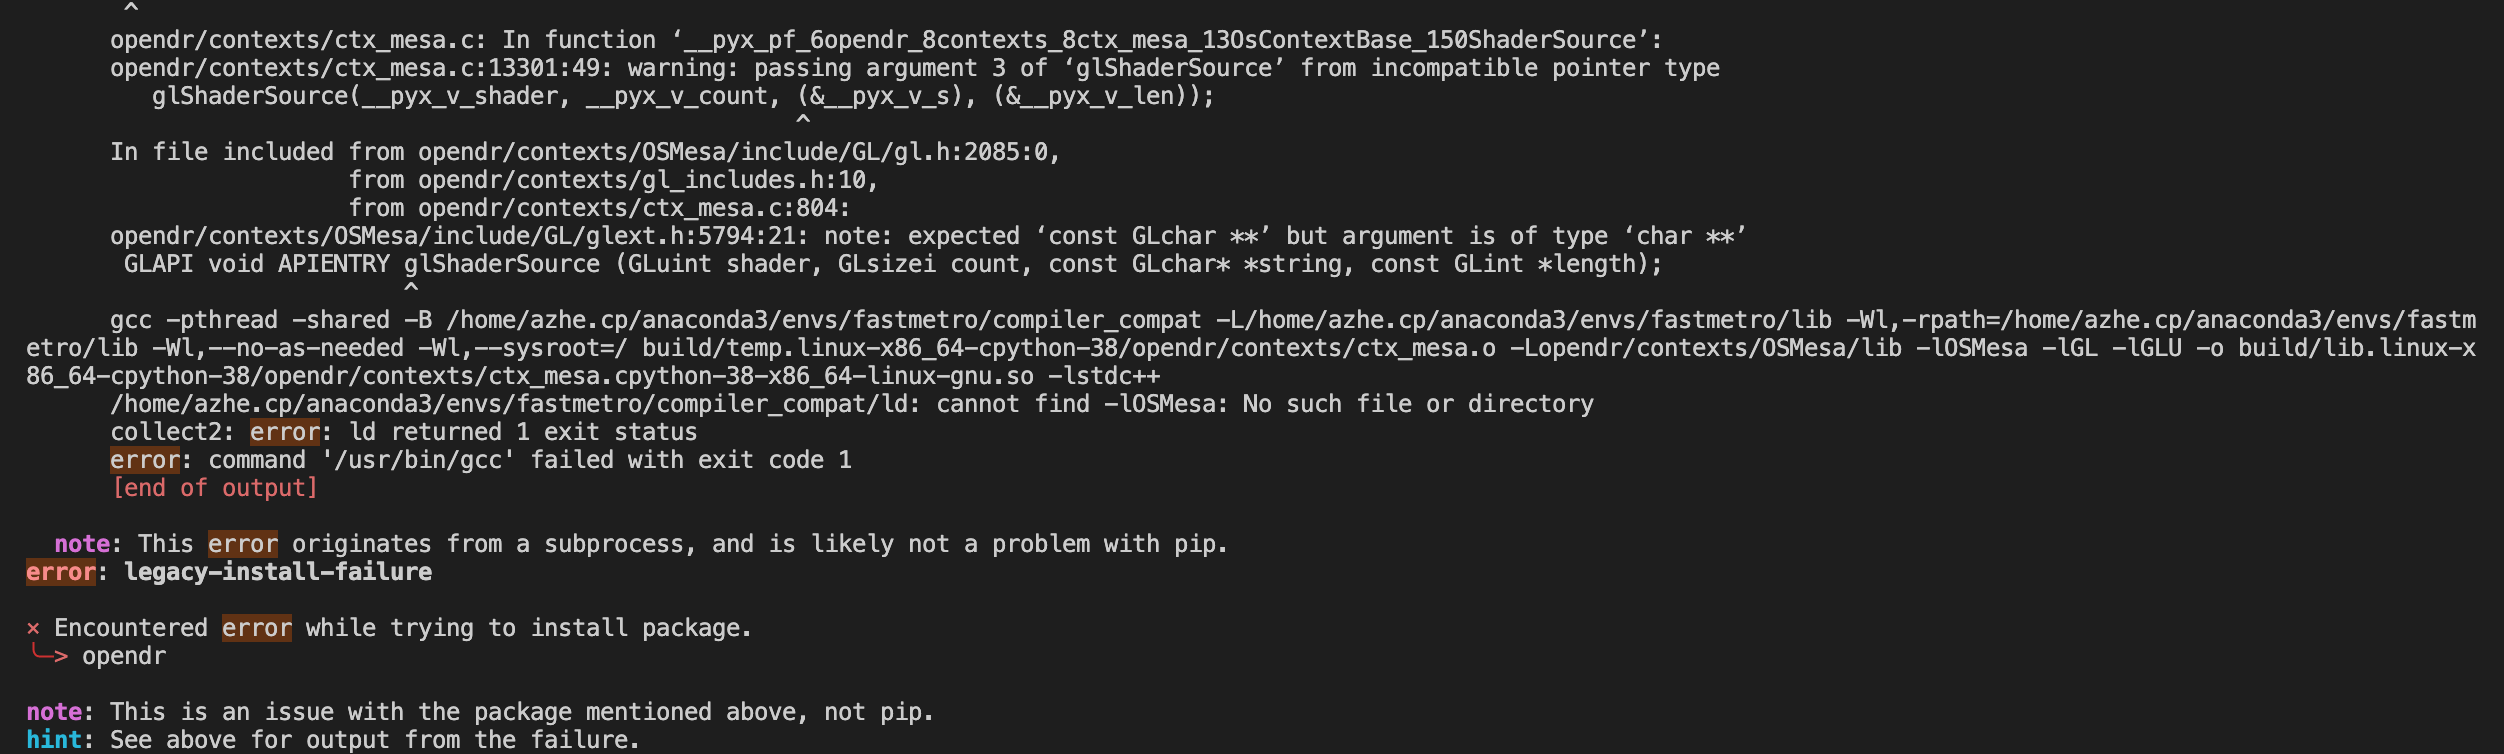 ^
opendr/contexts/ctx_mesa.c: In function ‘__pyx_pf_6opendr_8contexts_8ctx_mesa_13OsContextBase_150ShaderSource’:
opendr/contexts/ctx_mesa.c:13301:49: warning: passing argument 3 of ‘glShaderSource’ from incompatible pointer type
glShaderSource(__pyx_v_shader, __pyx_v_count, (&__pyx_v_s), (&__pyx_v_len));
^
In file included from opendr/contexts/OSMesa/include/GL/gl.h:2085:0,
from opendr/contexts/gl_includes.h:10,
from opendr/contexts/ctx_mesa.c:804:
opendr/contexts/OSMesa/include/GL/glext.h:5794:21: note: expected ‘const GLchar **’ but argument is of type ‘char **’
GLAPI void APIENTRY glShaderSource (GLuint shader, GLsizei count, const GLchar* *string, const GLint *length);
^
gcc -pthread -shared -B /home/azhe.cp/anaconda3/envs/fastmetro/compiler_compat -L/home/azhe.cp/anaconda3/envs/fastmetro/lib -Wl,-rpath=/home/azhe.cp/anaconda3/envs/fastm
etro/lib -Wl,--no-as-needed -Wl,--sysroot=/ build/temp.linux-x86_64-cpython-38/opendr/contexts/ctx_mesa.o -Lopendr/contexts/OSMesa/lib -lOSMesa -lGL -lGLU -o build/lib.linux-x
86_64-cpython-38/opendr/contexts/ctx_mesa.cpython-38-x86_64-linux-gnu.so -lstdc++
/home/azhe.cp/anaconda3/envs/fastmetro/compiler_compat/ld: cannot find -lOSMesa: No such file or directory
collect2: error: ld returned 1 exit status
error: command '/usr/bin/gcc' failed with exit code 1
[end of output]
note: This error originates from a subprocess, and is likely not a problem with pip.
error: legacy-install-failure
× Encountered error while trying to install package.
╰─> opendr
note: This is an issue with the package mentioned above, not pip.
hint: See above for output from the failure.